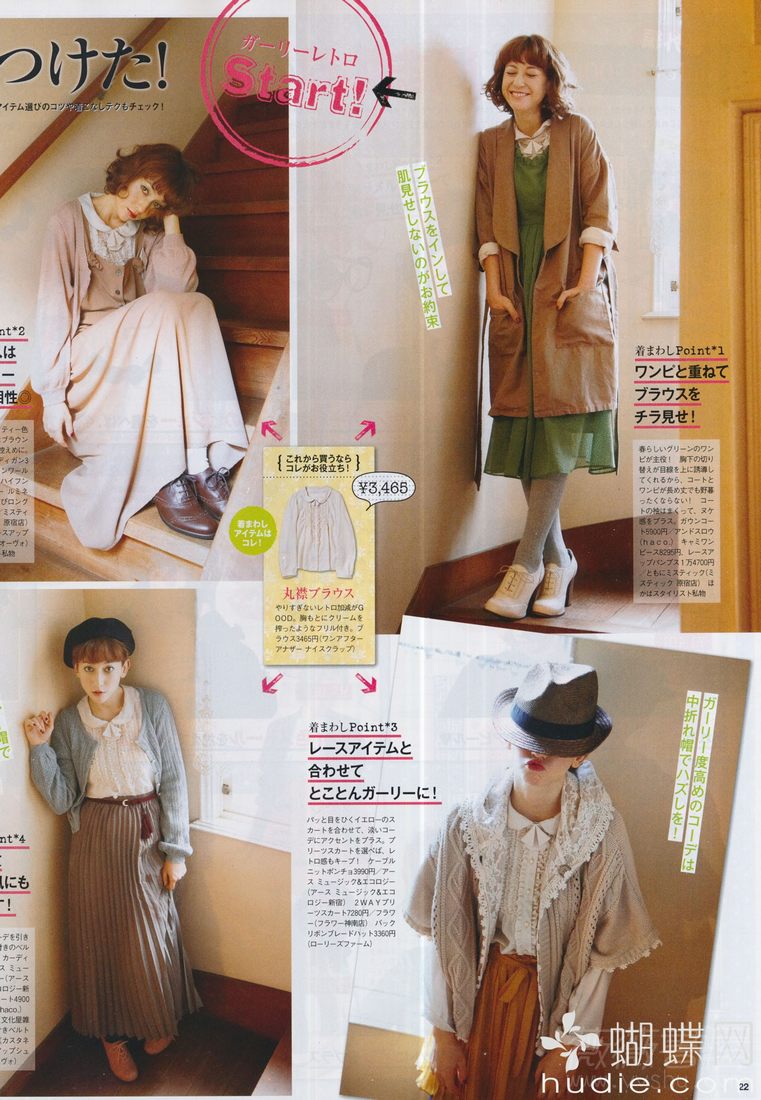 つけた!
アイテム選びのコツや着こなしテクもチェック!
ガーリーレトロ
Start!
ブラウスをインして
肌見せしないのがお約束
着まわしPoint*1
ワンピと重ねて
ブラウスを
チラ見せ!
春らしいグリーンのワン
ピが主役! 胸下の切り
替えが目線を上に誘導し
てくれるから、コートと
ワンピが長め丈でも野暮
ったくならない! コート
の袖はまくって、ヌケ
感をプラス。ガウンコー
ト5900円/アンドスロウ
(haco.) キャミワン
ピース8295円、レースア
ップパンプス1万4700円
/ともにミスティック(ミ
スティック 原宿店) ほ
かはスタイリスト私物
int*2
は
ー
相性◎
ティー色
ブラウン
控えめに。
ディガン3
ンワール
ハイフン
ールミネ
びロング
ミスティ
原宿店)
ースアップ
オーヴォ)
私物
これから買うなら
コレがお役立ち!
¥3,465
着まわし
アイテムは
コレ!
丸襟ブラウス
やりすぎないレトロ加減がG
OOD。胸もとにクリームを
搾ったようなフリル付き。ブ
ラウス3465円(ワンアフター
アナザー ナイスクラップ)
着まわしPoint*3
レースアイテムと
合わせて
とことんガーリーに!
パッと目をひくイエローのス
カートを合わせて、淡いコー
デにアクセントをプラス。プ
リーツスカートを選べば、レ
トロ感もキープ! ケーブル
ニットポンチョ3990円/アー
ス ミュージック&エコロジー
(アース ミュージック&エコ
ロジー新宿) 2WAYプリ
ーツスカート7280円/フラワ
ー(フラワー神南店) バック
リボンブレードハット3360円
(ローリーズファーム)
ガーリー度高めのコーデは
中折れ帽でハズしを!
帽で
int*4
と
肌にも
す!
ーデを引き
付きのベル
カーディ
ス ミュー
ー(アース
ロジー新
ート4900
(haco.)
文化屋雑
付きベルト
(カスタネ
アップシュ
ヴォ)
蝴蝶网
hudie.com
22